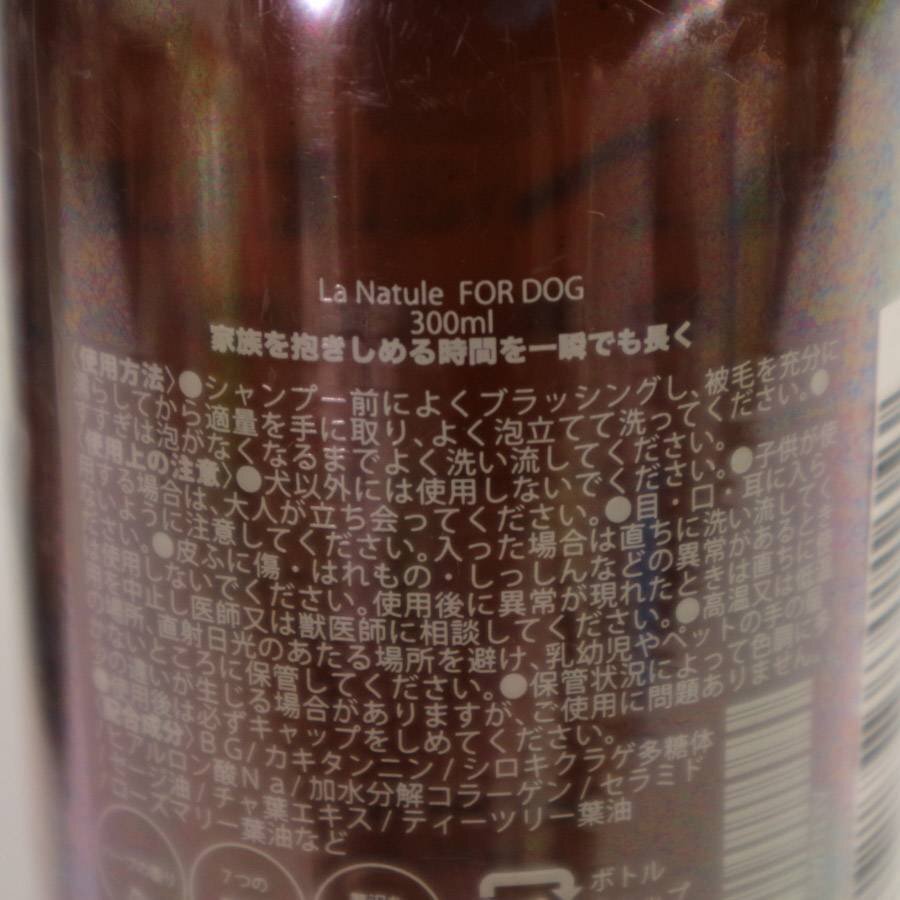 La Natule FOR DOG
300ml
家族を抱きしめる時間を一瞬でも長く
〈使用方法〉●シャンプー前によくブラッシングし、被毛を充分に
濡らしてから適量を手に取り、よく泡立てて洗ってください。●
すすぎは泡がなくなるまでよく洗い流してください。
〈使用上の注意〉●犬以外には使用しないでください。●子供が使
用する場合は、大人が立ち会ってください。●目・口・耳に入ら
ないように注意してください。入った場合は直ちに洗い流してく
ださい。●皮ふに傷・はれもの・しっしんなどの異常があるとき
は使用しないでください。使用後に異常が現れたときは直ちに使
用を中止し医師又は獣医師に相談してください。●高温又は低温
の場所、直射日光のあたる場所を避け、乳幼児やペットの手の届
かないところに保管してください。●保管状況によって色調に
の違いが生じる場合がありますが、ご使用に問題ありません。
●使用後は必ずキャップをしめてください。
〈配合成分〉BG/カキタンニン/シロキクラゲ多糖体
/ヒアルロン酸Na/加水分解コラーゲン/セラミド
/セージ油/チャ葉エキス/ティーツリー葉油
/ローズマリー葉油など
7つの
ボトル